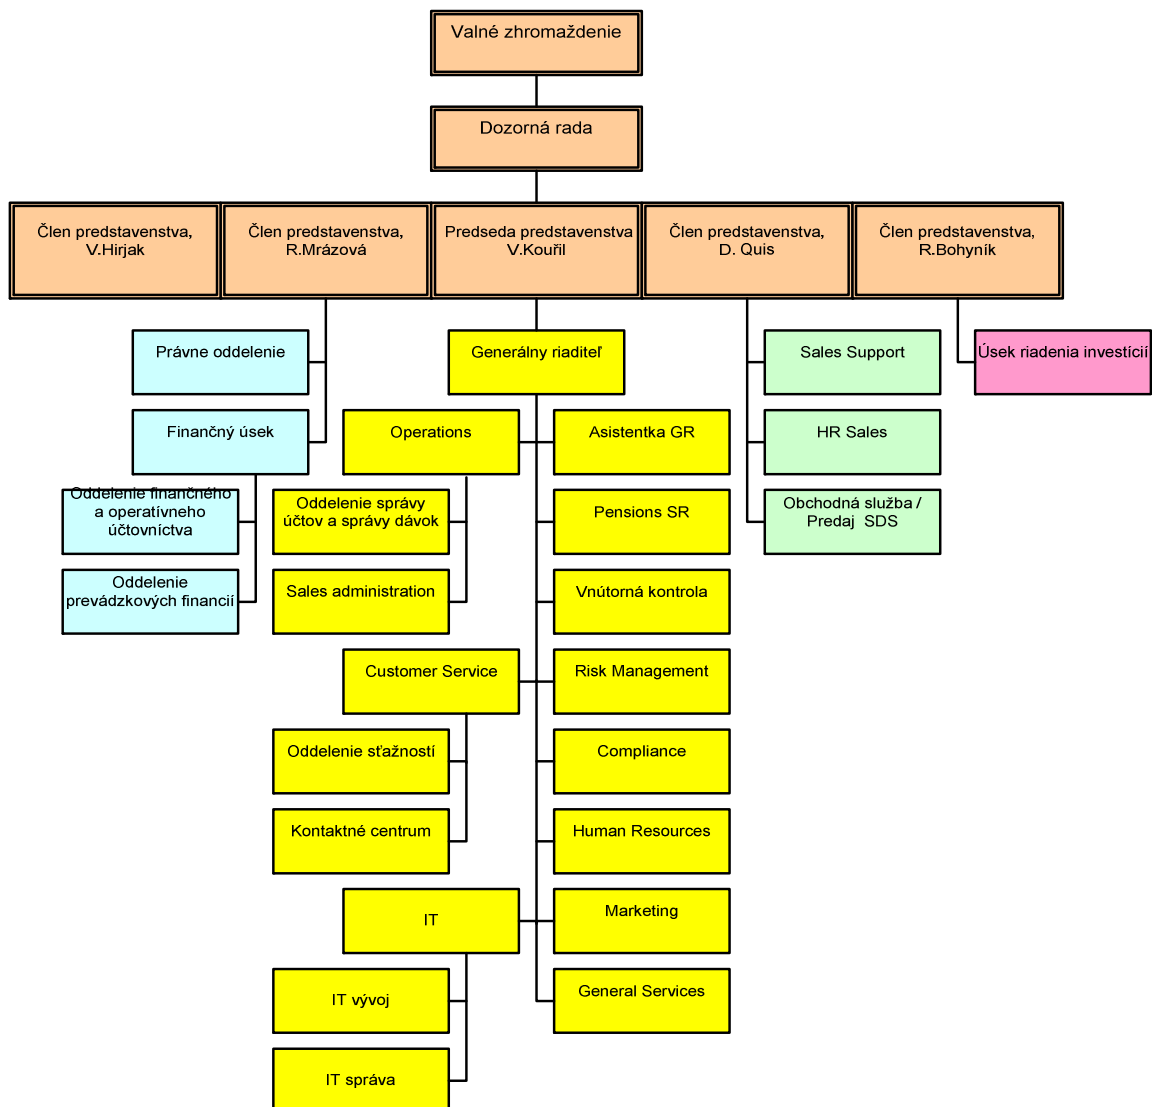 Valné zhromaždenie
Dozorná rada
Člen predstavenstva,
V.Hirjak
Člen predstavenstva,
R.Mrázová
Predseda predstavenstva
V.Kouřil
Člen predstavenstva,
D. Quis
Člen predstavenstva,
R.Bohyník
Právne oddelenie
Generálny riaditeľ
Sales Support
Úsek riadenia investícií
Finančný úsek
Operations
Asistentka GR
HR Sales
Oddelenie finančného
a operatívneho
účtovníctva
Oddelenie správy
účtov a správy dávok
Pensions SR
Obchodná služba /
Predaj  SDS
Oddelenie
prevádzkových financií
Sales administration
Vnútorná kontrola
Customer Service
Risk Management
Oddelenie sťažností
Compliance
Kontaktné centrum
Human Resources
IT
Marketing
IT vývoj
General Services
IT správa